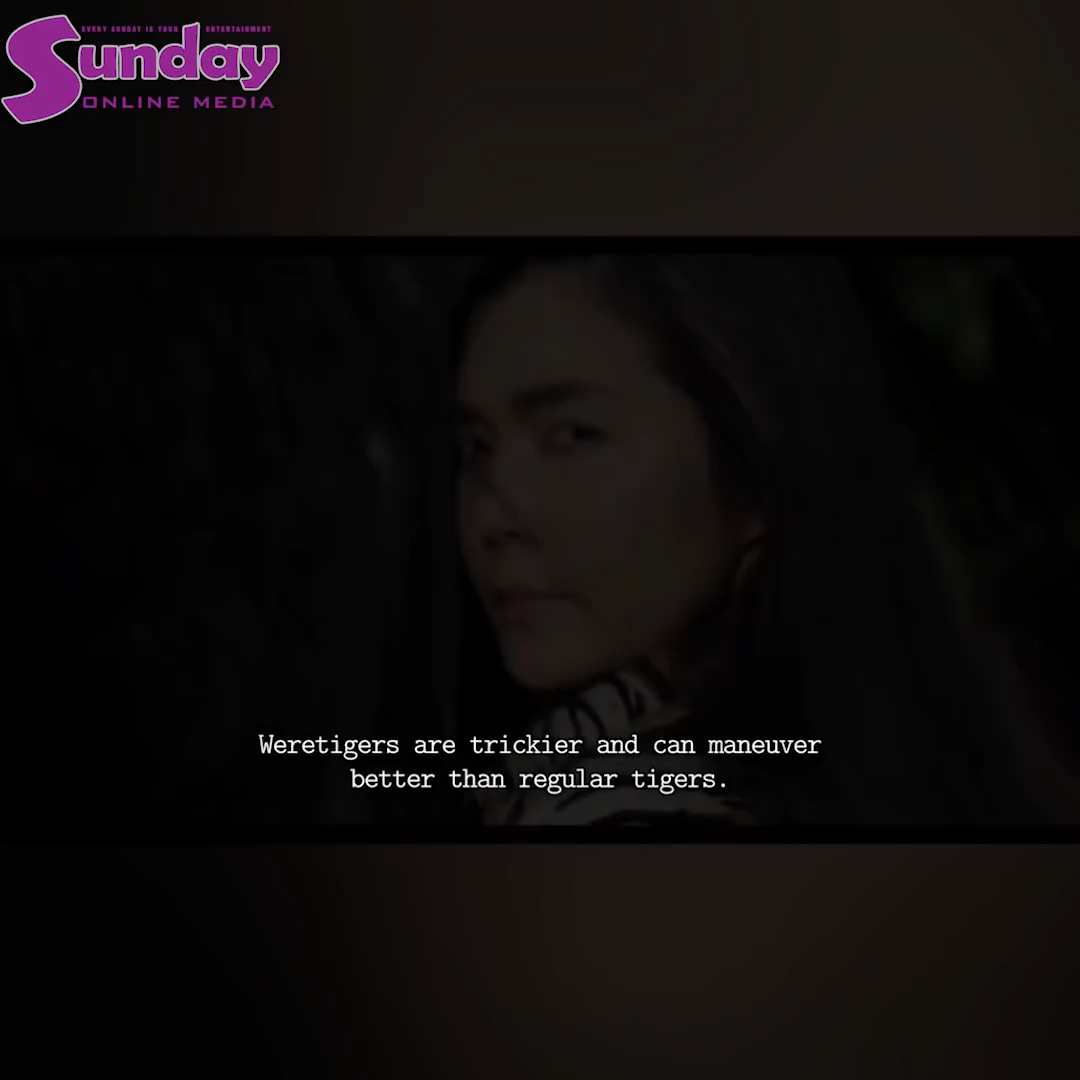 EVERY SUNDAY IS YOUR ENTERTAINMENT
Sunday
ONLINE MEDIA
Weretigers are trickier and can maneuver
better than regular tigers.